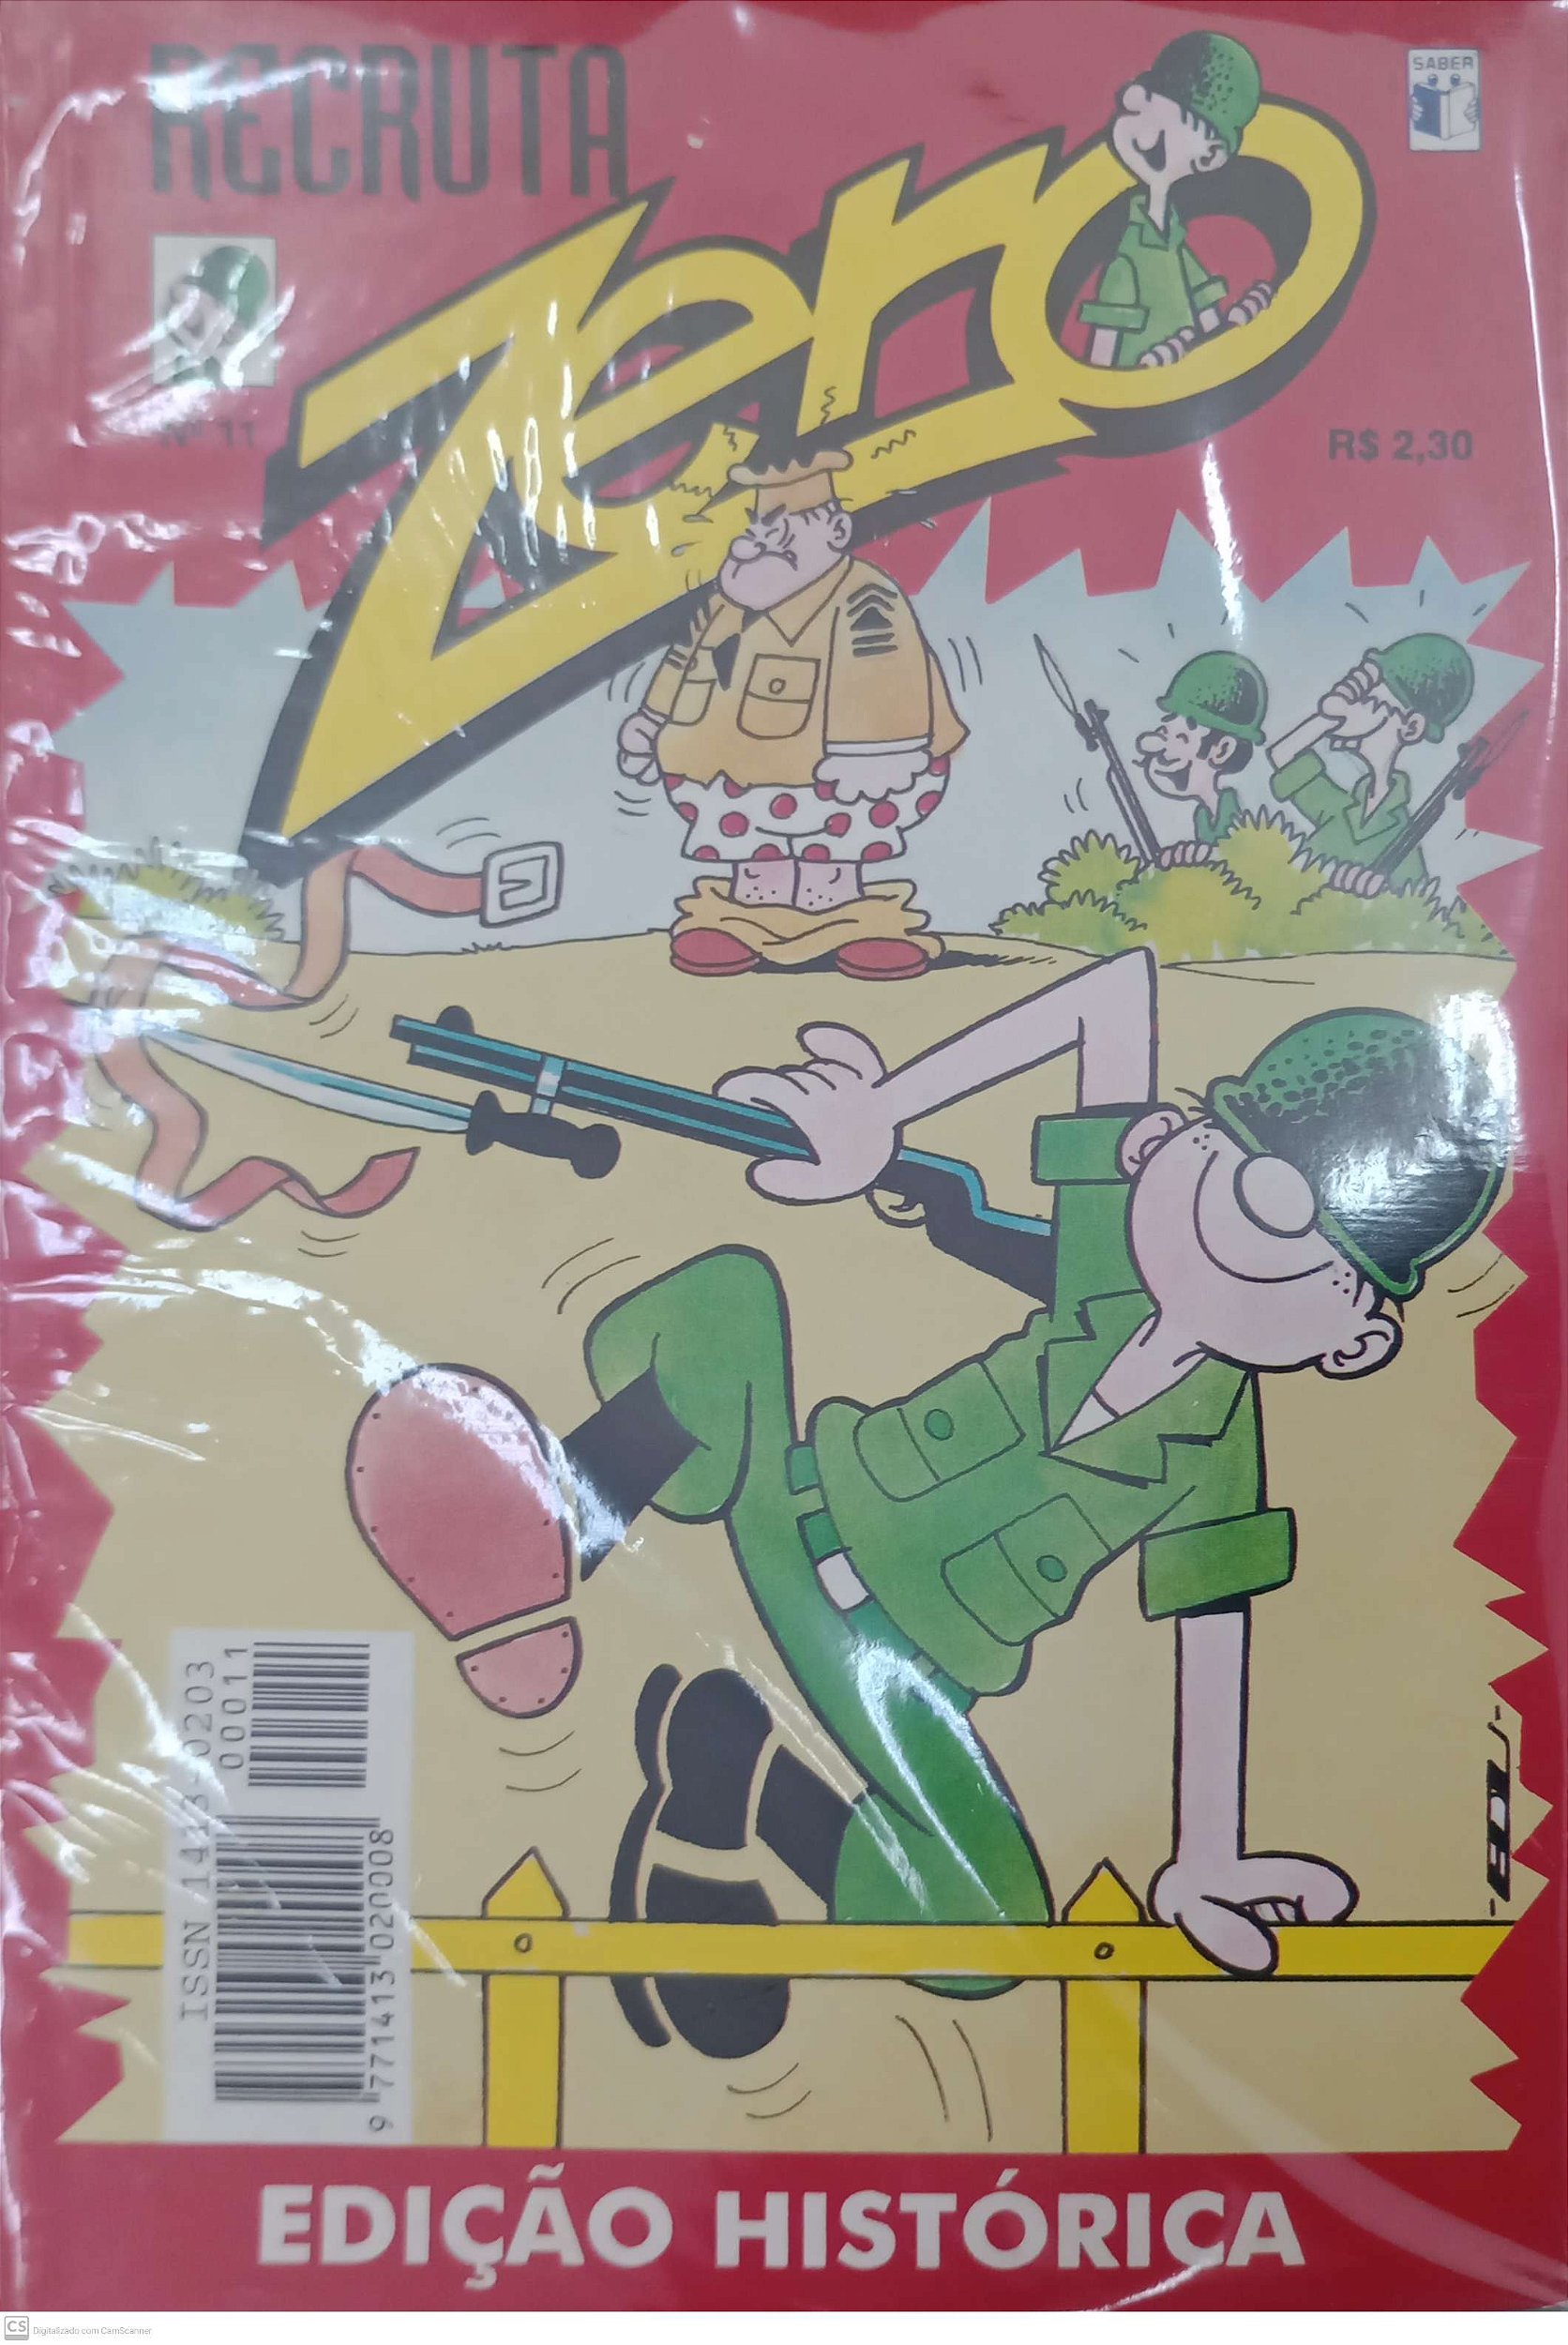 RECRUTA
SABER
Zero
Nº 11
R$ 2,30
ISSN 1413-0203
00011
9 771413 020008
EDIÇÃO HISTÓRICA
CS Digitalizado com CamScanner